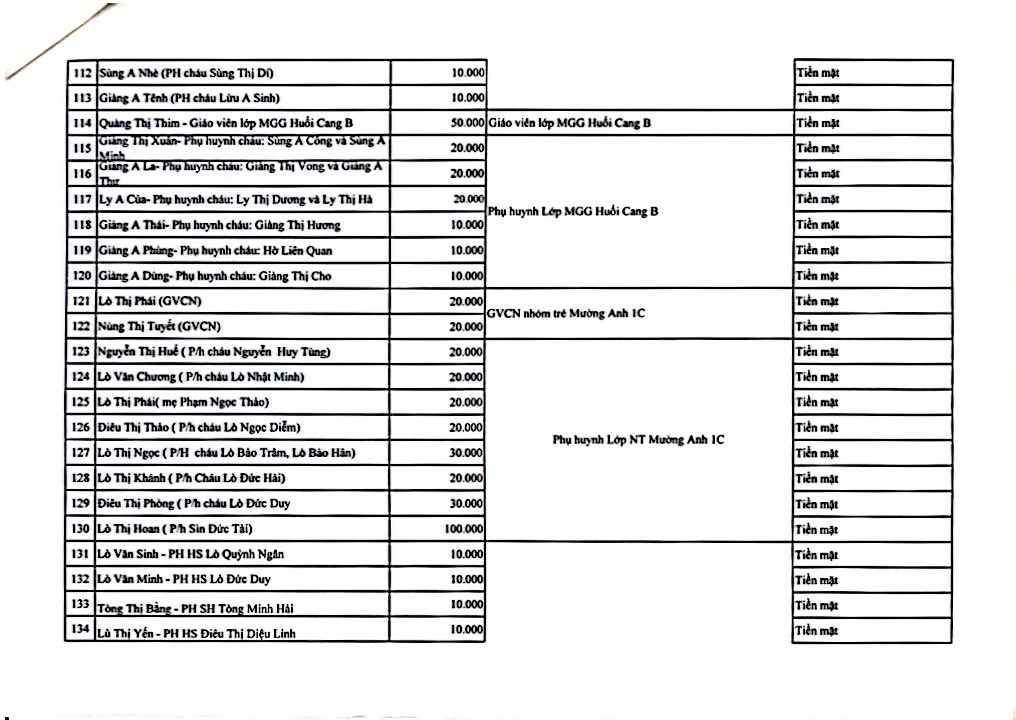 112 Sùng A Nhè (PH cháu Sùng Thị Dí) 10.000 Tiền mặt
113 Giàng A Tênh (PH cháu Lừu A Sinh) 10.000 Tiền mặt
114 Quàng Thị Thim - Giáo viên lớp MGG Huổi Cang B 50.000 Giáo viên lớp MGG Huổi Cang B Tiền mặt
115 Giàng Thị Xuân- Phụ huynh cháu: Sùng A Công và Sùng A Minh 20.000 Tiền mặt
116 Giàng A La- Phụ huynh cháu: Giàng Thị Vong và Giàng A Thư 20.000 Tiền mặt
117 Ly A Của- Phụ huynh cháu: Ly Thị Dương và Ly Thị Hà 20.000 Tiền mặt
Phụ huynh Lớp MGG Huổi Cang B
118 Giàng A Thái- Phụ huynh cháu: Giàng Thị Hương 10.000 Tiền mặt
119 Giàng A Phùng- Phụ huynh cháu: Hờ Liên Quan 10.000 Tiền mặt
120 Giàng A Dùng- Phụ huynh cháu: Giàng Thị Cho 10.000 Tiền mặt
121 Lò Thị Phái (GVCN) 20.000 Tiền mặt
GVCN nhóm trẻ Mường Anh 1C
122 Nùng Thị Tuyết (GVCN) 20.000 Tiền mặt
123 Nguyễn Thị Huế ( P/h cháu Nguyễn Huy Tùng) 20.000 Tiền mặt
124 Lò Văn Chương ( P/h cháu Lò Nhật Minh) 20.000 Tiền mặt
125 Lò Thị Phái( mẹ Phạm Ngọc Thảo) 20.000 Tiền mặt
126 Điêu Thị Thảo ( P/h cháu Lò Ngọc Diễm) 20.000 Tiền mặt
Phụ huynh Lớp NT Mường Anh 1C
127 Lò Thị Ngọc ( P/H cháu Lò Bảo Trâm, Lò Bảo Hân) 30.000 Tiền mặt
128 Lò Thị Khánh ( P/h Cháu Lò Đức Hải) 20.000 Tiền mặt
129 Điêu Thị Phòng ( P/h cháu Lò Đức Duy 30.000 Tiền mặt
130 Lò Thị Hoan ( P/h Sìn Đức Tài) 100.000 Tiền mặt
131 Lò Văn Sinh - PH HS Lò Quỳnh Ngân 10.000 Tiền mặt
132 Lò Văn Minh - PH HS Lò Đức Duy 10.000 Tiền mặt
133 Tòng Thị Bằng - PH SH Tòng Minh Hải 10.000 Tiền mặt
134 Lù Thị Yến - PH HS Điêu Thị Diệu Linh 10.000 Tiền mặt